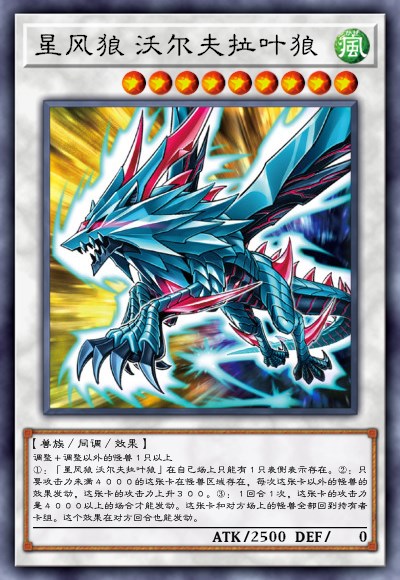 星风狼 沃尔夫拉叶狼
風
【兽族／同调／效果】
调整＋调整以外的怪兽１只以上
①：「星风狼 沃尔夫拉叶狼」在自己场上只能有１只表侧表示存在。②：只
要攻击力未满４０００的这张卡在怪兽区域存在，每次这张卡以外的怪兽的
效果发动，这张卡的攻击力上升３００。③：１回合１次，这张卡的攻击力
是４０００以上的场合才能发动。这张卡和对方场上的怪兽全部回到持有者
卡组。这个效果在对方回合也能发动。
ATK/2500 DEF/ 0